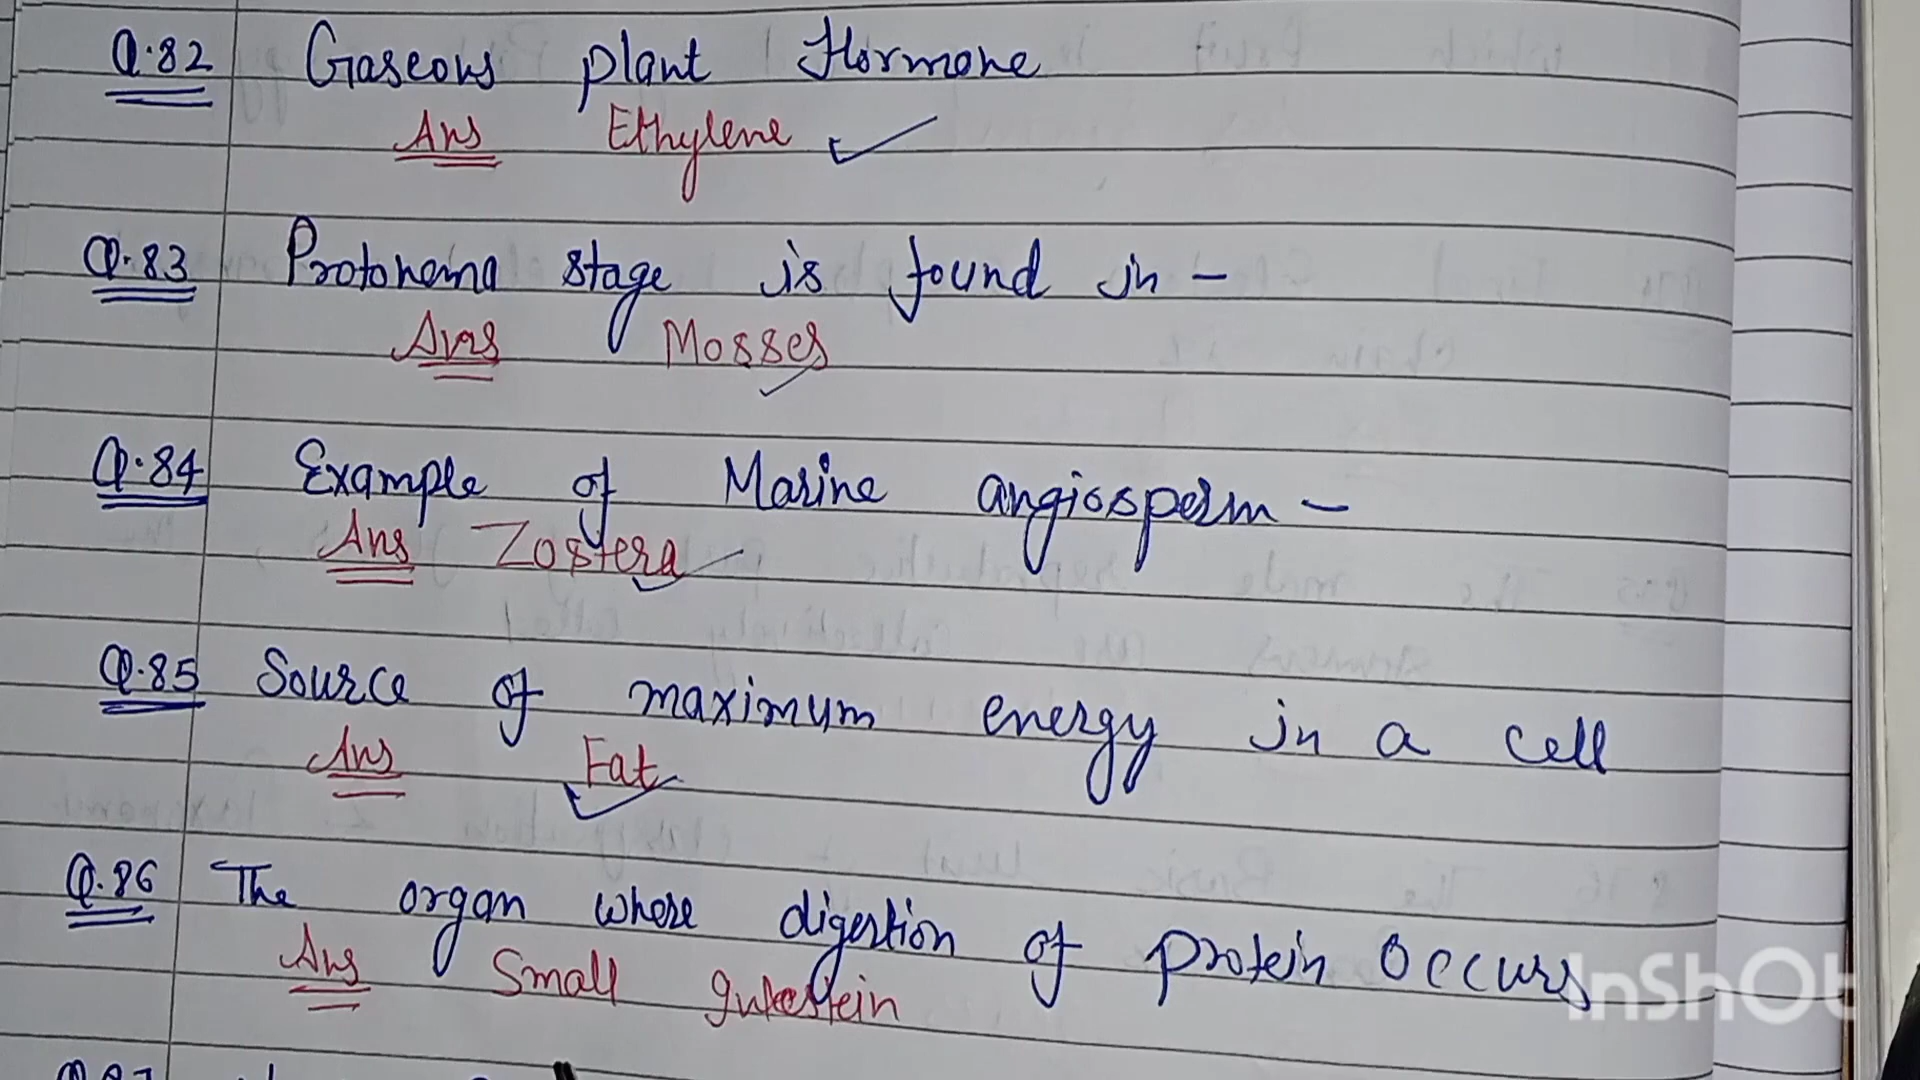 Q.82 Gaseous plant Hormone
Ans Ethylene
Q.83 Protonema stage is found in -
Ans Mosses
Q.84 Example of Marine angiosperm -
Ans Zostera
Q.85 Source of maximum energy in a cell
Ans Fat
Q.86 The organ where digestion of protein occurs
Ans Small
InShOt